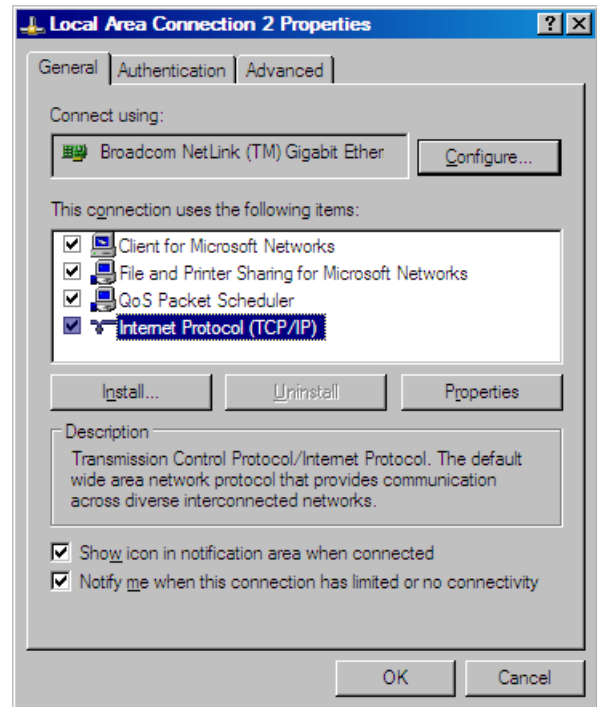 Local Area Connection 2 Properties
General Authentication Advanced
Connect using:
Broadcom NetLink (TM) Gigabit Ether Configure...
This connection uses the following items:
Client for Microsoft Networks
File and Printer Sharing for Microsoft Networks
QoS Packet Scheduler
Internet Protocol (TCP/IP)
Install... Uninstall Properties
Description
Transmission Control Protocol/Internet Protocol. The default
wide area network protocol that provides communication
across diverse interconnected networks.
Show icon in notification area when connected
Notify me when this connection has limited or no connectivity
OK Cancel